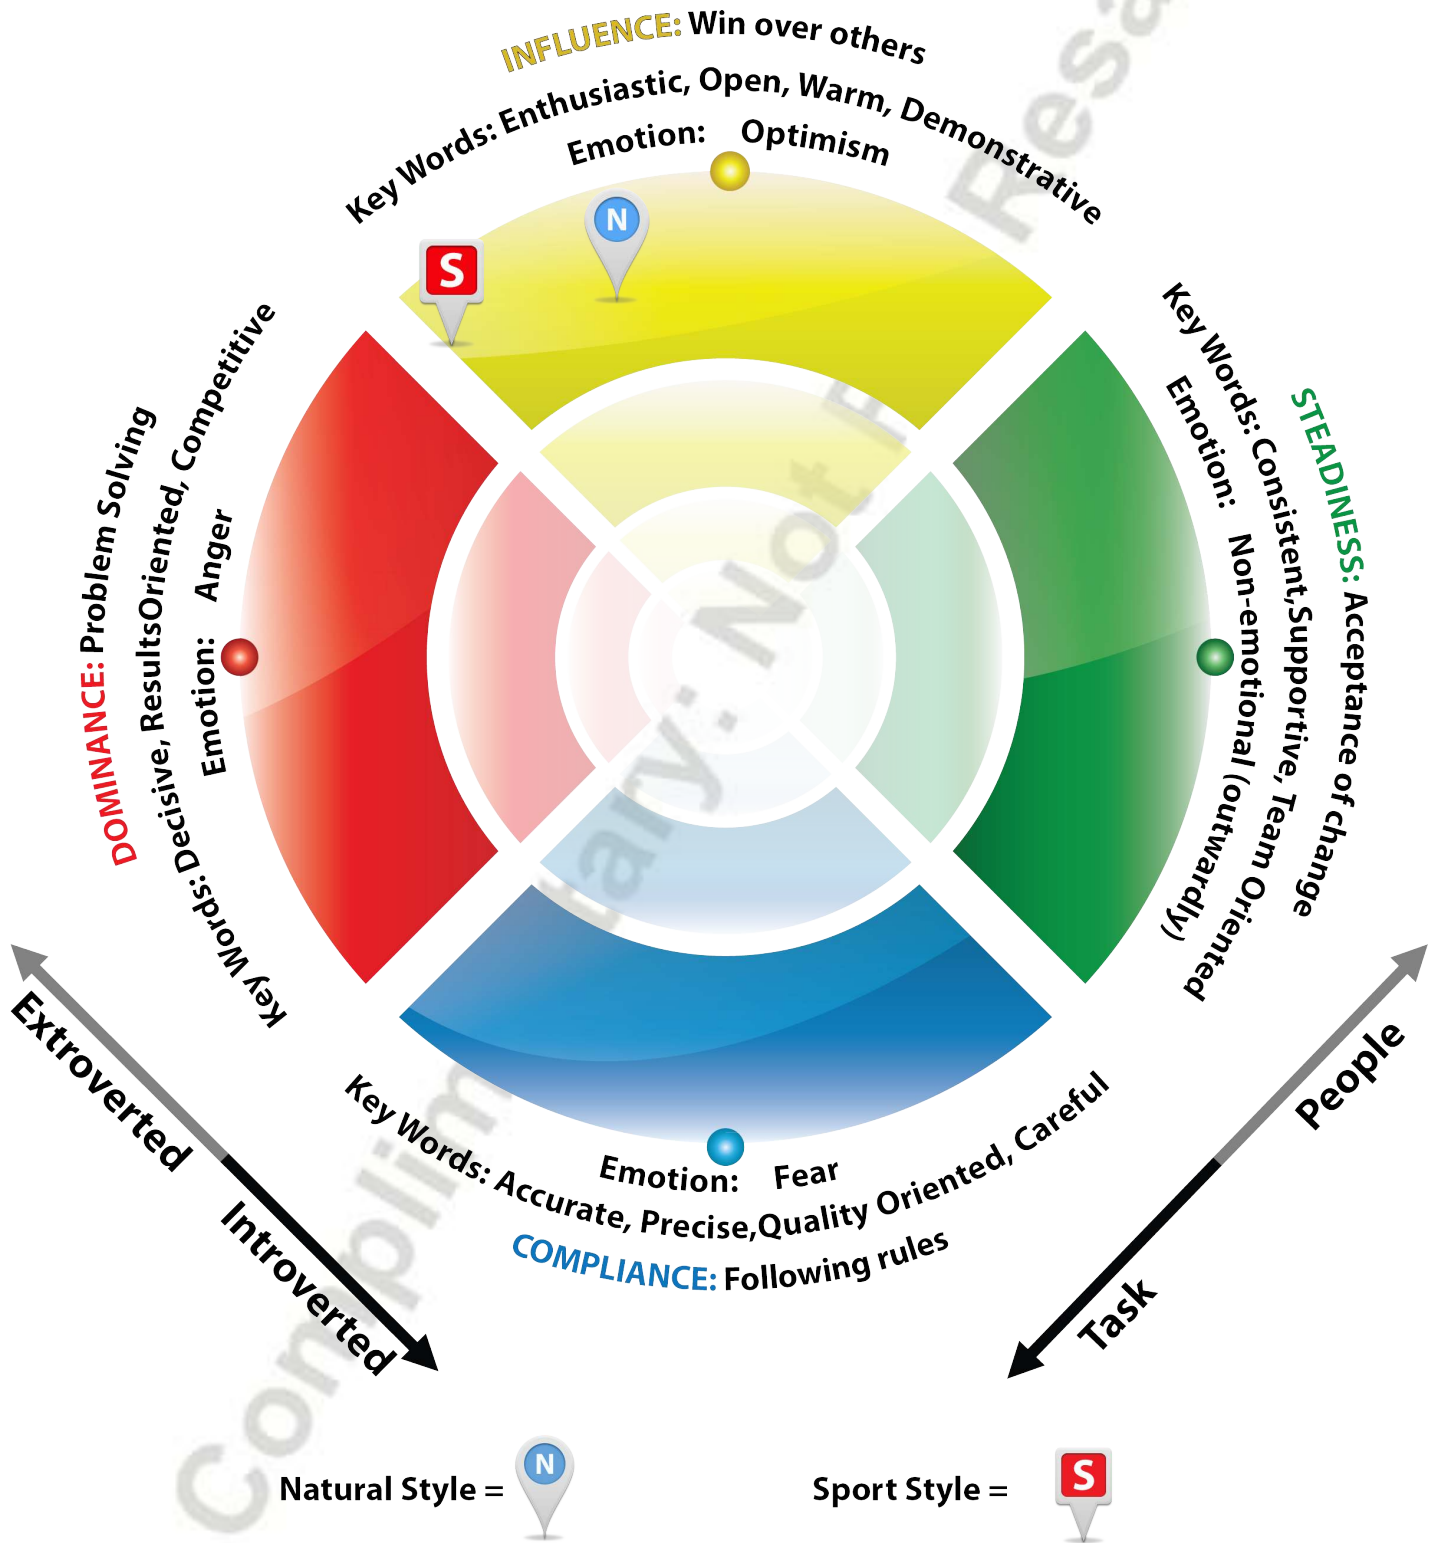 INFLUENCE: Win over others
Key Words: Enthusiastic, Open, Warm, Demonstrative
Emotion: Optimism
N
S
DOMINANCE: Problem Solving
Key Words: Decisive, ResultsOriented, Competitive
Emotion: Anger
STEADINESS: Acceptance of change
Key Words: Consistent,Supportive, Team Oriented
Emotion: Non-emotional (outwardly)
Emotion: Fear
Key Words: Accurate, Precise,Quality Oriented, Careful
COMPLIANCE: Following rules
Extroverted
Introverted
People
Task
Natural Style = N
Sport Style = S